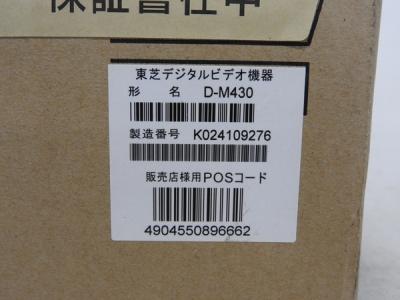 保証書在中
東芝デジタルビデオ機器
形 名 D-M430
製造番号 K024109276
販売店様用POSコード
4904550896662